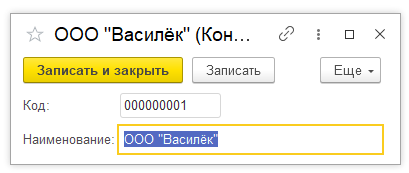 ООО "Василёк" (Кон...
Записать и закрыть Записать Еще
Код: 000000001
Наименование: ООО "Василёк"